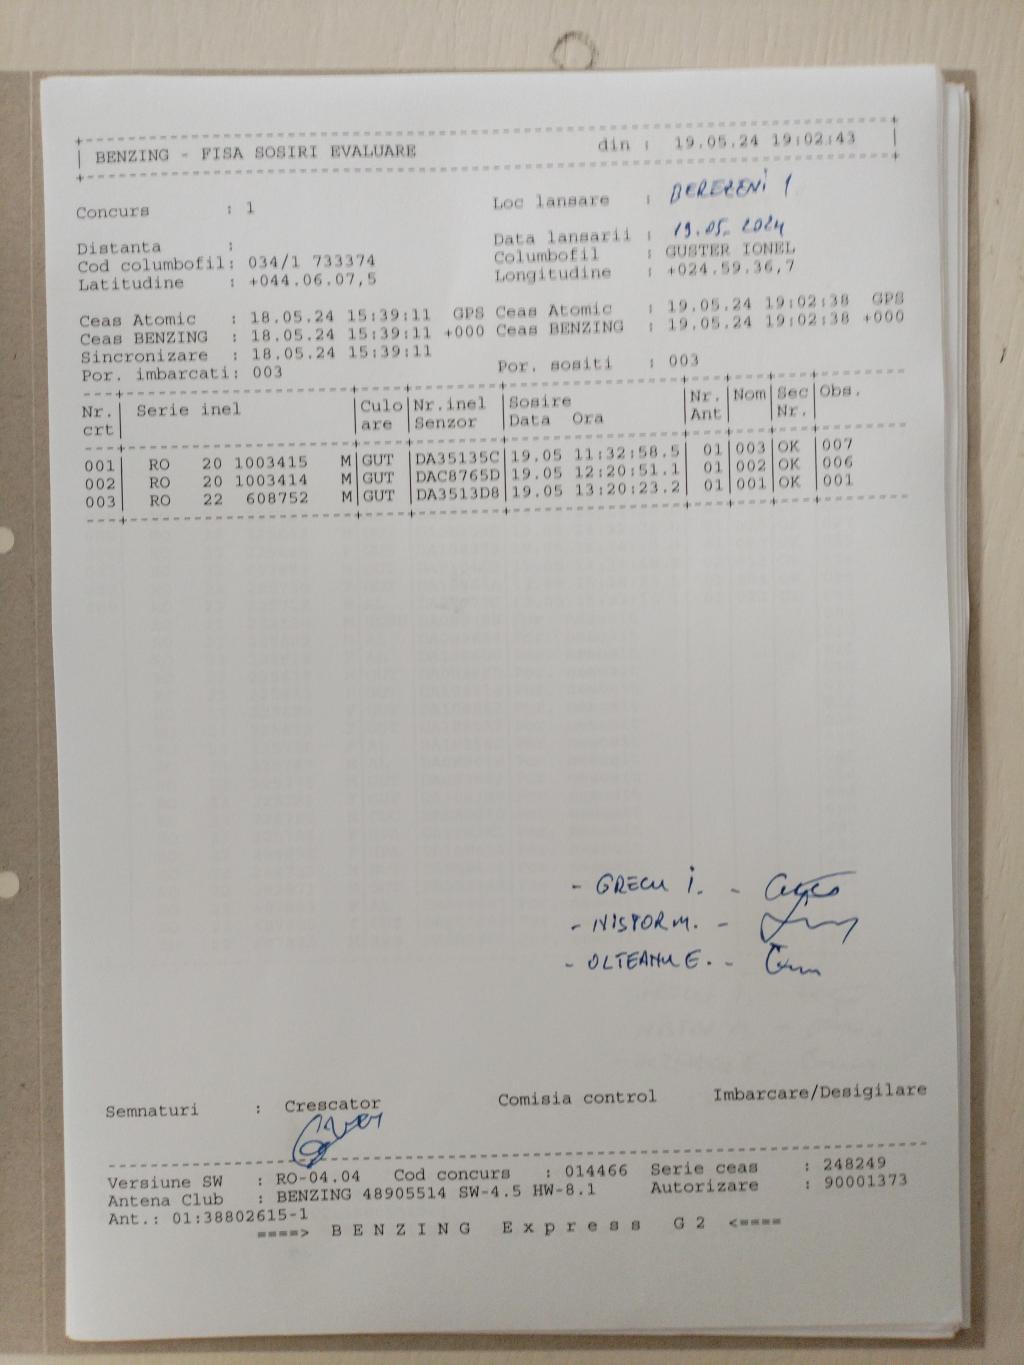 BENZING - FISA SOSIRI EVALUARE din : 19.05.24 19:02:43
Concurs : 1 Loc lansare : BEREZENI 1
Distanta : Data lansarii : 19.05.2024
Cod columbofil: 034/1 733374 Columbofil : GUSTER IONEL
Latitudine : +044.06.07,5 Longitudine : +024.59.36,7
Ceas Atomic : 18.05.24 15:39:11 GPS Ceas Atomic : 19.05.24 19:02:38 GPS
Ceas BENZING : 18.05.24 15:39:11 +000 Ceas BENZING : 19.05.24 19:02:38 +000
Sincronizare : 18.05.24 15:39:11
Por. imbarcati: 003 Por. sositi : 003
Nr. Serie inel Culo Nr.inel Sosire Nr. Nom Sec Obs.
crt are Senzor Data Ora Ant Nr.
001 RO 20 1003415 M GUT DA35135C 19.05 11:32:58.5 01 003 OK 007
002 RO 20 1003414 M GUT DAC8765D 19.05 12:20:51.1 01 002 OK 006
003 RO 22 608752 M GUT DA3513D8 19.05 13:20:23.2 01 001 OK 001
- GRECU I. -
- NISTOR M. -
- OLTEANU E. -
Semnaturi : Crescator Comisia control Imbarcare/Desigilare
Versiune SW : RO-04.04 Cod concurs : 014466 Serie ceas : 248249
Antena Club : BENZING 48905514 SW-4.5 HW-8.1 Autorizare : 90001373
Ant.: 01:38802615-1
====> B E N Z I N G E x p r e s s G 2 <====